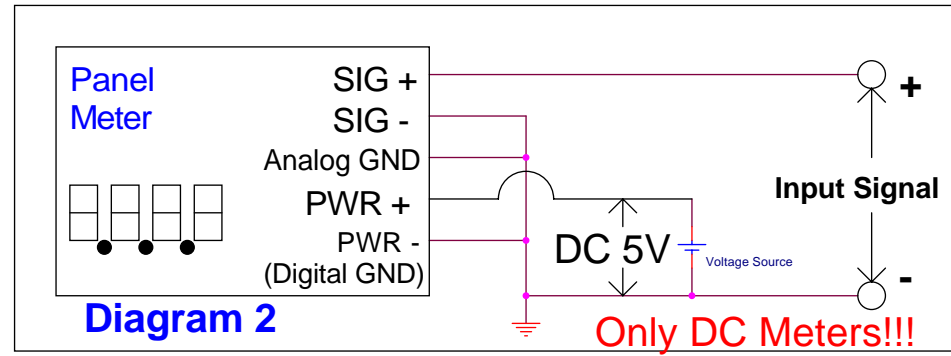 Panel
Meter
SIG +
SIG -
Analog GND
PWR +
PWR -
(Digital GND)
DC 5V
Voltage Source
+
Input Signal
-
Diagram 2
Only DC Meters!!!